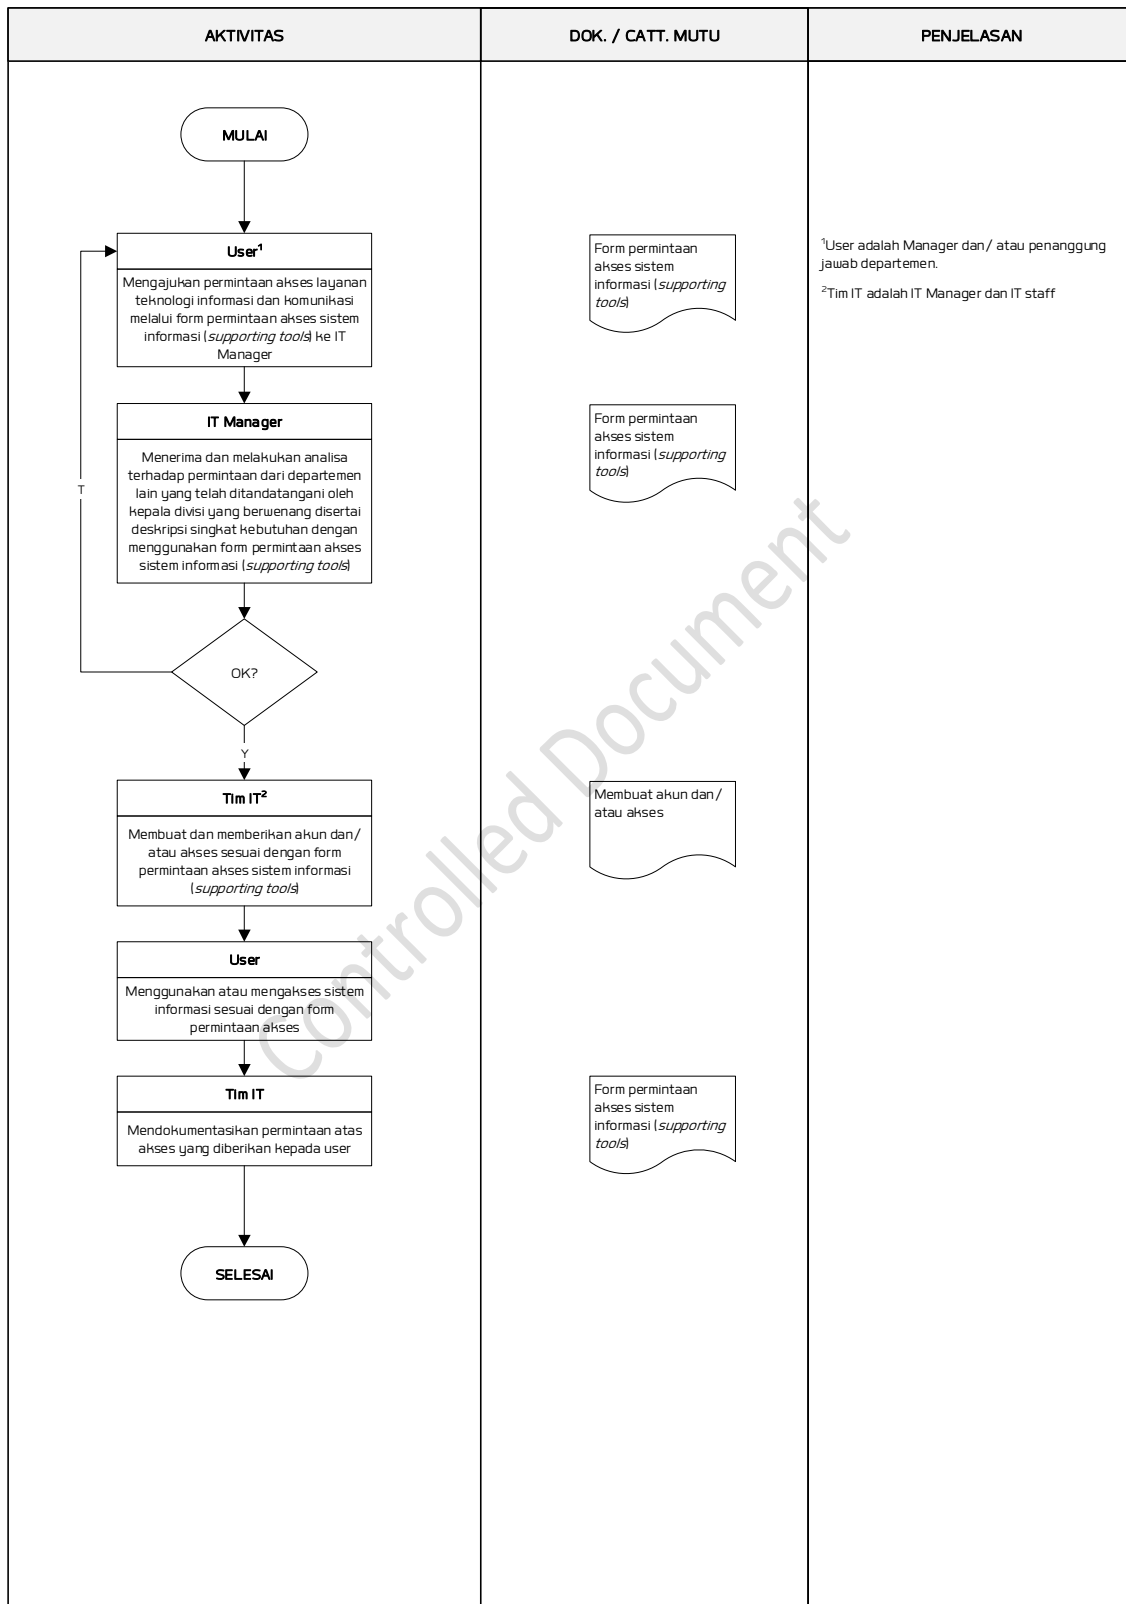 AKTIVITAS
DOK. / CATT. MUTU
PENJELASAN
MULAI
User¹
Mengajukan permintaan akses layanan
teknologi informasi dan komunikasi
melalui form permintaan akses sistem
informasi (supporting tools) ke IT
Manager
Form permintaan
akses sistem
informasi (supporting
tools)
¹User adalah Manager dan/ atau penanggung
jawab departemen.
²Tim IT adalah IT Manager dan IT staff
IT Manager
Menerima dan melakukan analisa
terhadap permintaan dari departemen
lain yang telah ditandatangani oleh
kepala divisi yang berwenang disertai
deskripsi singkat kebutuhan dengan
menggunakan form permintaan akses
sistem informasi (supporting tools)
Form permintaan
akses sistem
informasi (supporting
tools)
T
OK?
Y
Tim IT²
Membuat dan memberikan akun dan/
atau akses sesuai dengan form
permintaan akses sistem informasi
(supporting tools)
Membuat akun dan/
atau akses
User
Menggunakan atau mengakses sistem
informasi sesuai dengan form
permintaan akses
Tim IT
Mendokumentasikan permintaan atas
akses yang diberikan kepada user
Form permintaan
akses sistem
informasi (supporting
tools)
SELESAI
Controlled Document